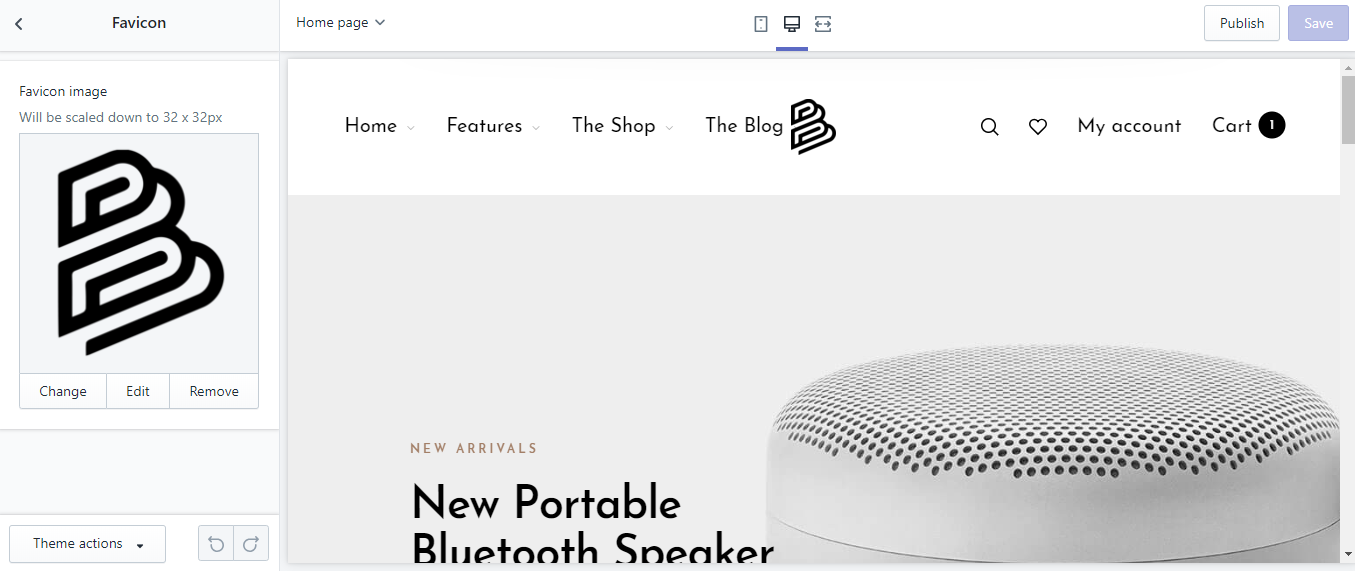 Favicon
Home page
Publish
Save
Favicon image
Will be scaled down to 32 x 32px
Change
Edit
Remove
Theme actions
Home
Features
The Shop
The Blog
My account
Cart 1
NEW ARRIVALS
New Portable
Bluetooth Speaker